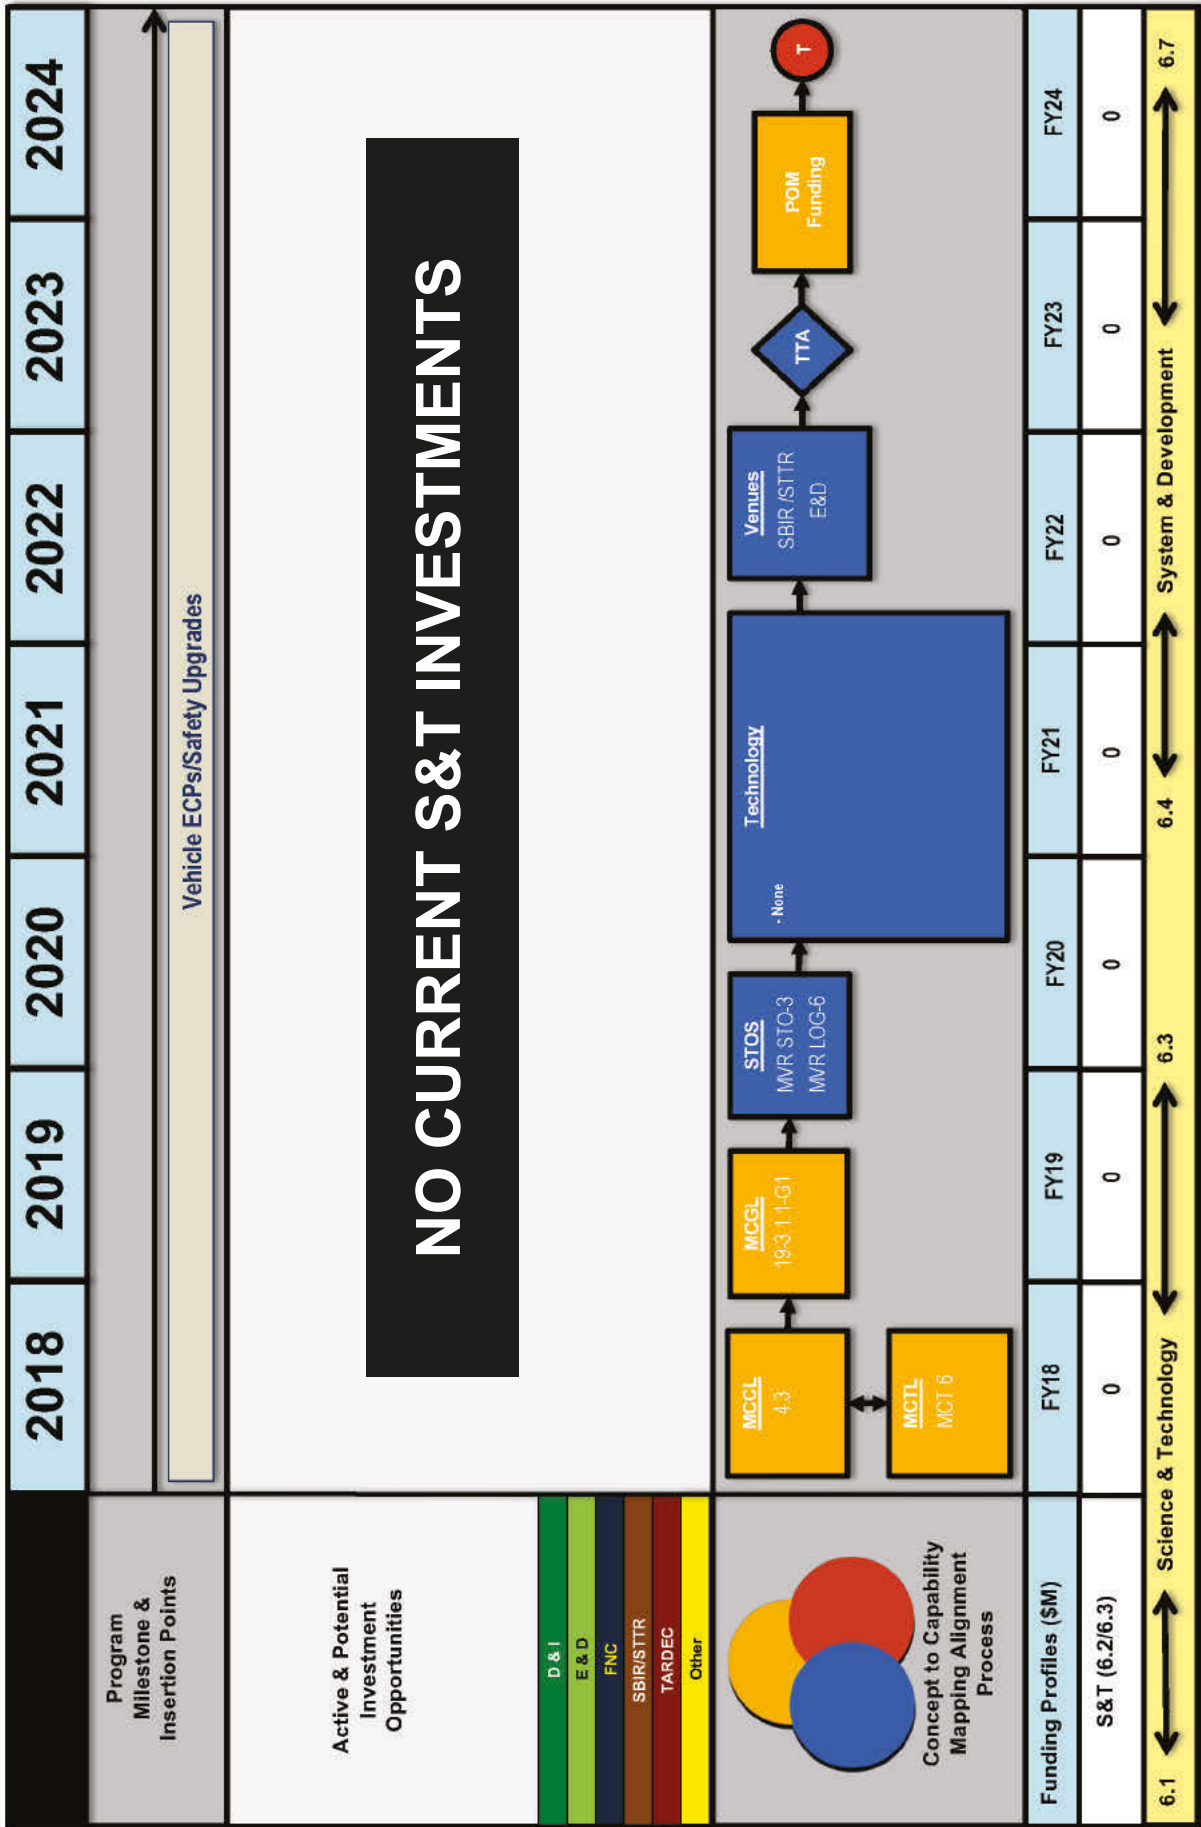 2018 2019 2020 2021 2022 2023 2024
Program
Milestone &
Insertion Points
Vehicle ECPs/Safety Upgrades
Active & Potential
Investment
Opportunities
D & I
E & D
FNC
SBIR/STTR
TARDEC
Other
NO CURRENT S&T INVESTMENTS
Concept to Capability
Mapping Alignment
Process
MCCL
4.3
MCTL
MCT 6
MCGL
19-3.1.1-G1
STOS
MVR STO-3
MVR LOG-6
Technology
- None
Venues
SBIR /STTR
E&D
TTA
POM
Funding
T
Funding Profiles ($M) FY18 FY19 FY20 FY21 FY22 FY23 FY24
S&T (6.2/6.3) 0 0 0 0 0 0 0
6.1 Science & Technology 6.3 6.4 System & Development 6.7